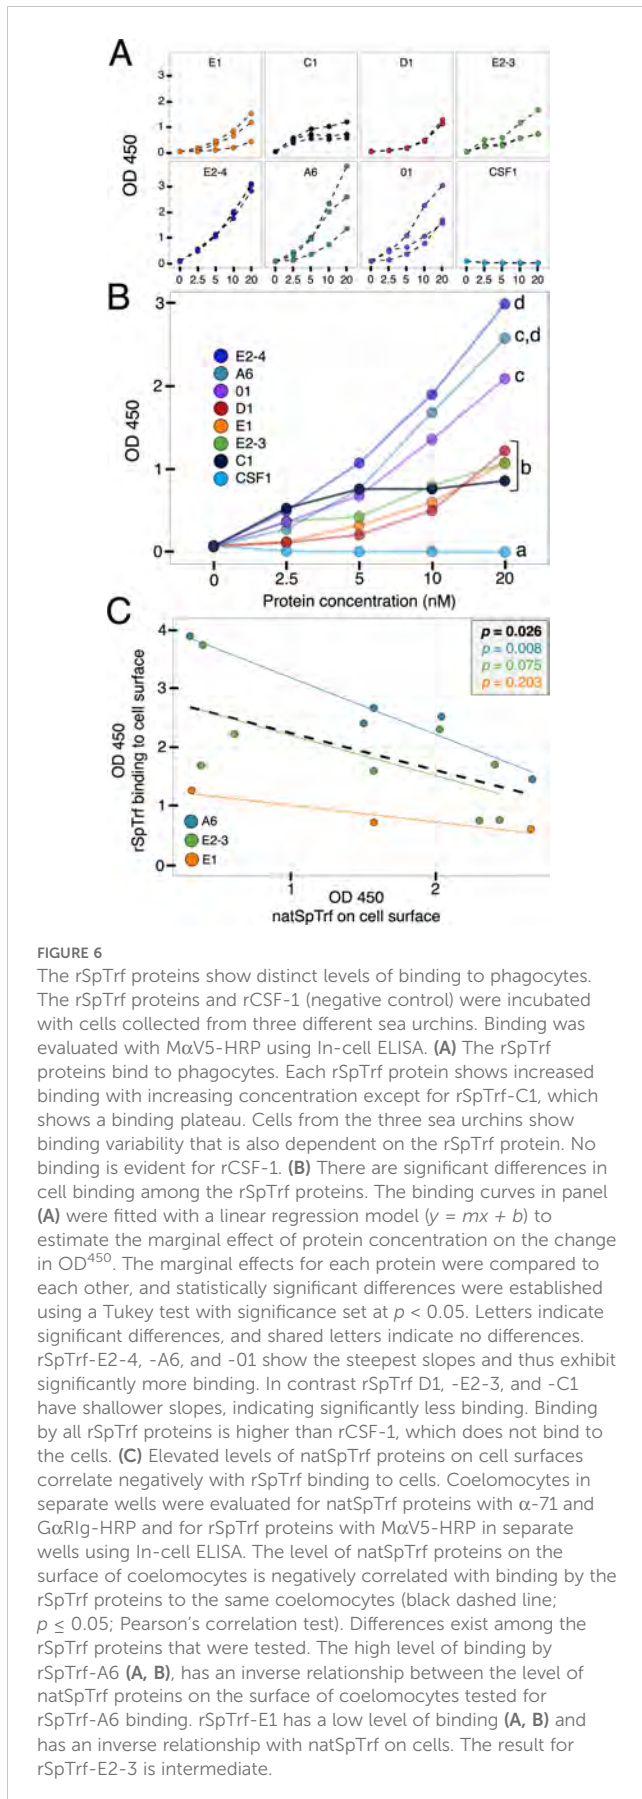 A
E1
C1
D1
E2-3
3
2
1
0
OD 450
E2-4
A6
01
CSF1
3
2
1
0
0 2.5 5 10 20
0 2.5 5 10 20
0 2.5 5 10 20
0 2.5 5 10 20
B
3
2
1
0
OD 450
E2-4
A6
01
D1
E1
E2-3
C1
CSF1
d
c,d
c
b
a
0 2.5 5 10 20
Protein concentration (nM)
C
4
3
2
1
0
OD 450
rSpTrf binding to cell surface
p = 0.026
p = 0.008
p = 0.075
p = 0.203
A6
E2-3
E1
1 2
OD 450
natSpTrf on cell surface
FIGURE 6
The rSpTrf proteins show distinct levels of binding to phagocytes.
The rSpTrf proteins and rCSF-1 (negative control) were incubated
with cells collected from three different sea urchins. Binding was
evaluated with MαV5-HRP using In-cell ELISA. (A) The rSpTrf
proteins bind to phagocytes. Each rSpTrf protein shows increased
binding with increasing concentration except for rSpTrf-C1, which
shows a binding plateau. Cells from the three sea urchins show
binding variability that is also dependent on the rSpTrf protein. No
binding is evident for rCSF-1. (B) There are significant differences in
cell binding among the rSpTrf proteins. The binding curves in panel
(A) were fitted with a linear regression model (y = mx + b) to
estimate the marginal effect of protein concentration on the change
in OD⁴⁵⁰. The marginal effects for each protein were compared to
each other, and statistically significant differences were established
using a Tukey test with significance set at p < 0.05. Letters indicate
significant differences, and shared letters indicate no differences.
rSpTrf-E2-4, -A6, and -01 show the steepest slopes and thus exhibit
significantly more binding. In contrast rSpTrf D1, -E2-3, and -C1
have shallower slopes, indicating significantly less binding. Binding
by all rSpTrf proteins is higher than rCSF-1, which does not bind to
the cells. (C) Elevated levels of natSpTrf proteins on cell surfaces
correlate negatively with rSpTrf binding to cells. Coelomocytes in
separate wells were evaluated for natSpTrf proteins with α-71 and
GαRIg-HRP and for rSpTrf proteins with MαV5-HRP in separate
wells using In-cell ELISA. The level of natSpTrf proteins on the
surface of coelomocytes is negatively correlated with binding by the
rSpTrf proteins to the same coelomocytes (black dashed line;
p ≤ 0.05; Pearson's correlation test). Differences exist among the
rSpTrf proteins that were tested. The high level of binding by
rSpTrf-A6 (A, B), has an inverse relationship between the level of
natSpTrf proteins on the surface of coelomocytes tested for
rSpTrf-A6 binding. rSpTrf-E1 has a low level of binding (A, B) and
has an inverse relationship with natSpTrf on cells. The result for
rSpTrf-E2-3 is intermediate.